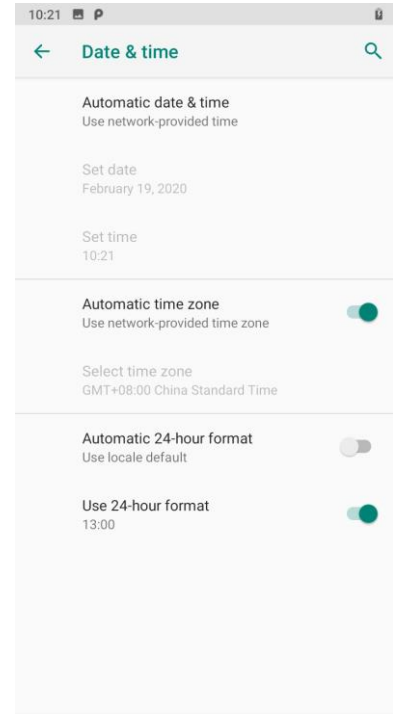 10:21
Date & time
Automatic date & time
Use network-provided time
Set date
February 19, 2020
Set time
10:21
Automatic time zone
Use network-provided time zone
Select time zone
GMT+08:00 China Standard Time
Automatic 24-hour format
Use locale default
Use 24-hour format
13:00